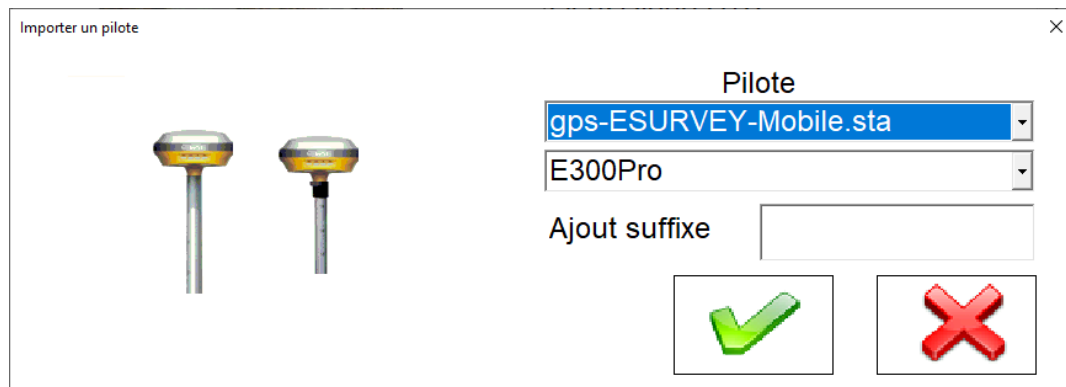 Importer un pilote
Pilote
gps-ESURVEY-Mobile.sta
E300Pro
Ajout suffixe